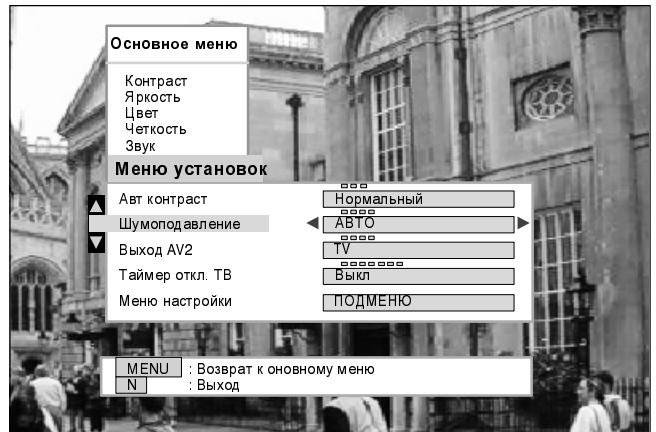 Основное меню
Контраст
Яркость
Цвет
Четкость
Звук
Меню установок
Авт контраст Нормальный
Шумоподавление АВТО
Выход AV2 TV
Таймер откл. ТВ Выкл
Меню настройки ПОДМЕНЮ
MENU : Возврат к оновному меню
N : Выход